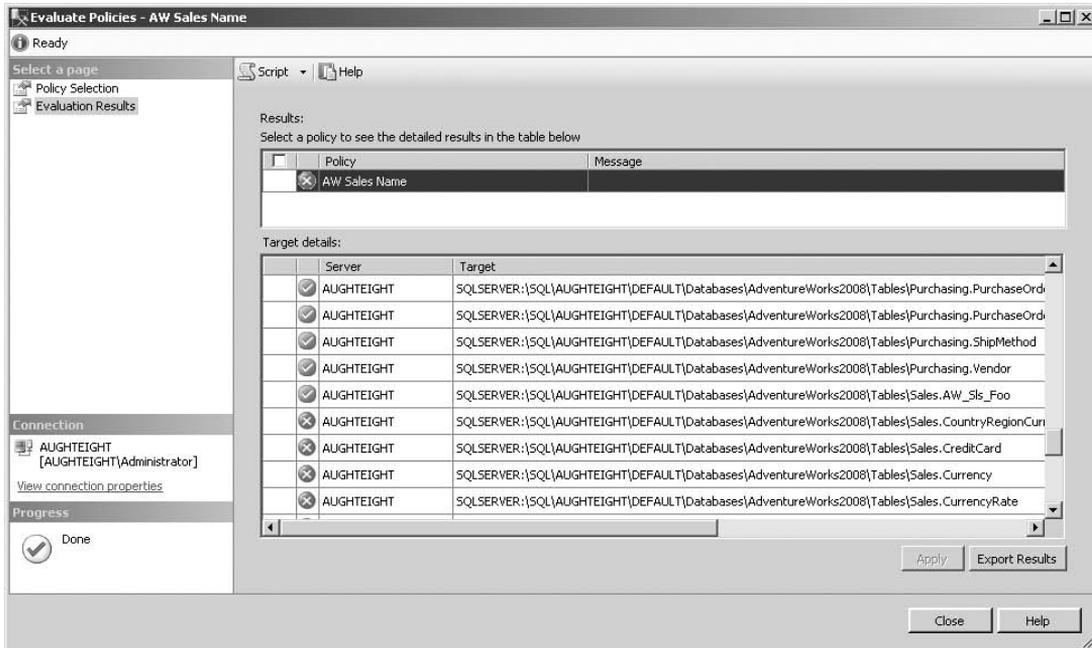 Evaluate Policies - AW Sales Name
Ready
Select a page
Policy Selection
Evaluation Results
Script
Help
Results:
Select a policy to see the detailed results in the table below
Policy Message
AW Sales Name
Target details:
Server Target
AUGHTEIGHT SQLSERVER:\SQL\AUGHTEIGHT\DEFAULT\Databases\AdventureWorks2008\Tables\Purchasing.PurchaseOrd
AUGHTEIGHT SQLSERVER:\SQL\AUGHTEIGHT\DEFAULT\Databases\AdventureWorks2008\Tables\Purchasing.PurchaseOrd
AUGHTEIGHT SQLSERVER:\SQL\AUGHTEIGHT\DEFAULT\Databases\AdventureWorks2008\Tables\Purchasing.ShipMethod
AUGHTEIGHT SQLSERVER:\SQL\AUGHTEIGHT\DEFAULT\Databases\AdventureWorks2008\Tables\Purchasing.Vendor
AUGHTEIGHT SQLSERVER:\SQL\AUGHTEIGHT\DEFAULT\Databases\AdventureWorks2008\Tables\Sales.AW_Sls_Foo
AUGHTEIGHT SQLSERVER:\SQL\AUGHTEIGHT\DEFAULT\Databases\AdventureWorks2008\Tables\Sales.CountryRegionCurr
AUGHTEIGHT SQLSERVER:\SQL\AUGHTEIGHT\DEFAULT\Databases\AdventureWorks2008\Tables\Sales.CreditCard
AUGHTEIGHT SQLSERVER:\SQL\AUGHTEIGHT\DEFAULT\Databases\AdventureWorks2008\Tables\Sales.Currency
AUGHTEIGHT SQLSERVER:\SQL\AUGHTEIGHT\DEFAULT\Databases\AdventureWorks2008\Tables\Sales.CurrencyRate
Connection
AUGHTEIGHT
[AUGHTEIGHT\Administrator]
View connection properties
Progress
Done
Apply
Export Results
Close
Help